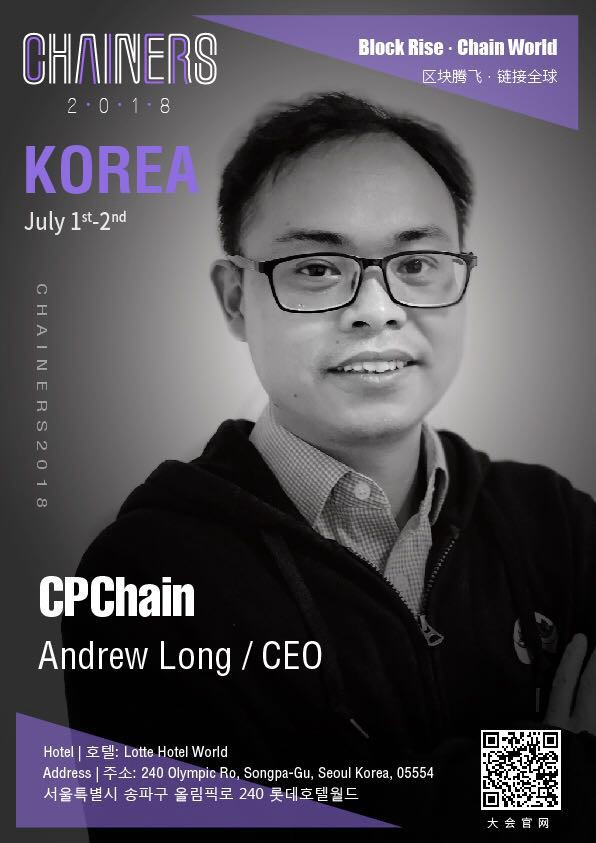 CHAINERS
2·0·1·8
Block Rise · Chain World
区块腾飞 · 链接全球
KOREA
July 1st-2nd
CHAINERS2018
CPChain
Andrew Long / CEO
Hotel | 호텔: Lotte Hotel World
Address | 주소: 240 Olympic Ro, Songpa-Gu, Seoul Korea, 05554
서울특별시 송파구 올림픽로 240 롯데호텔월드
大会官网